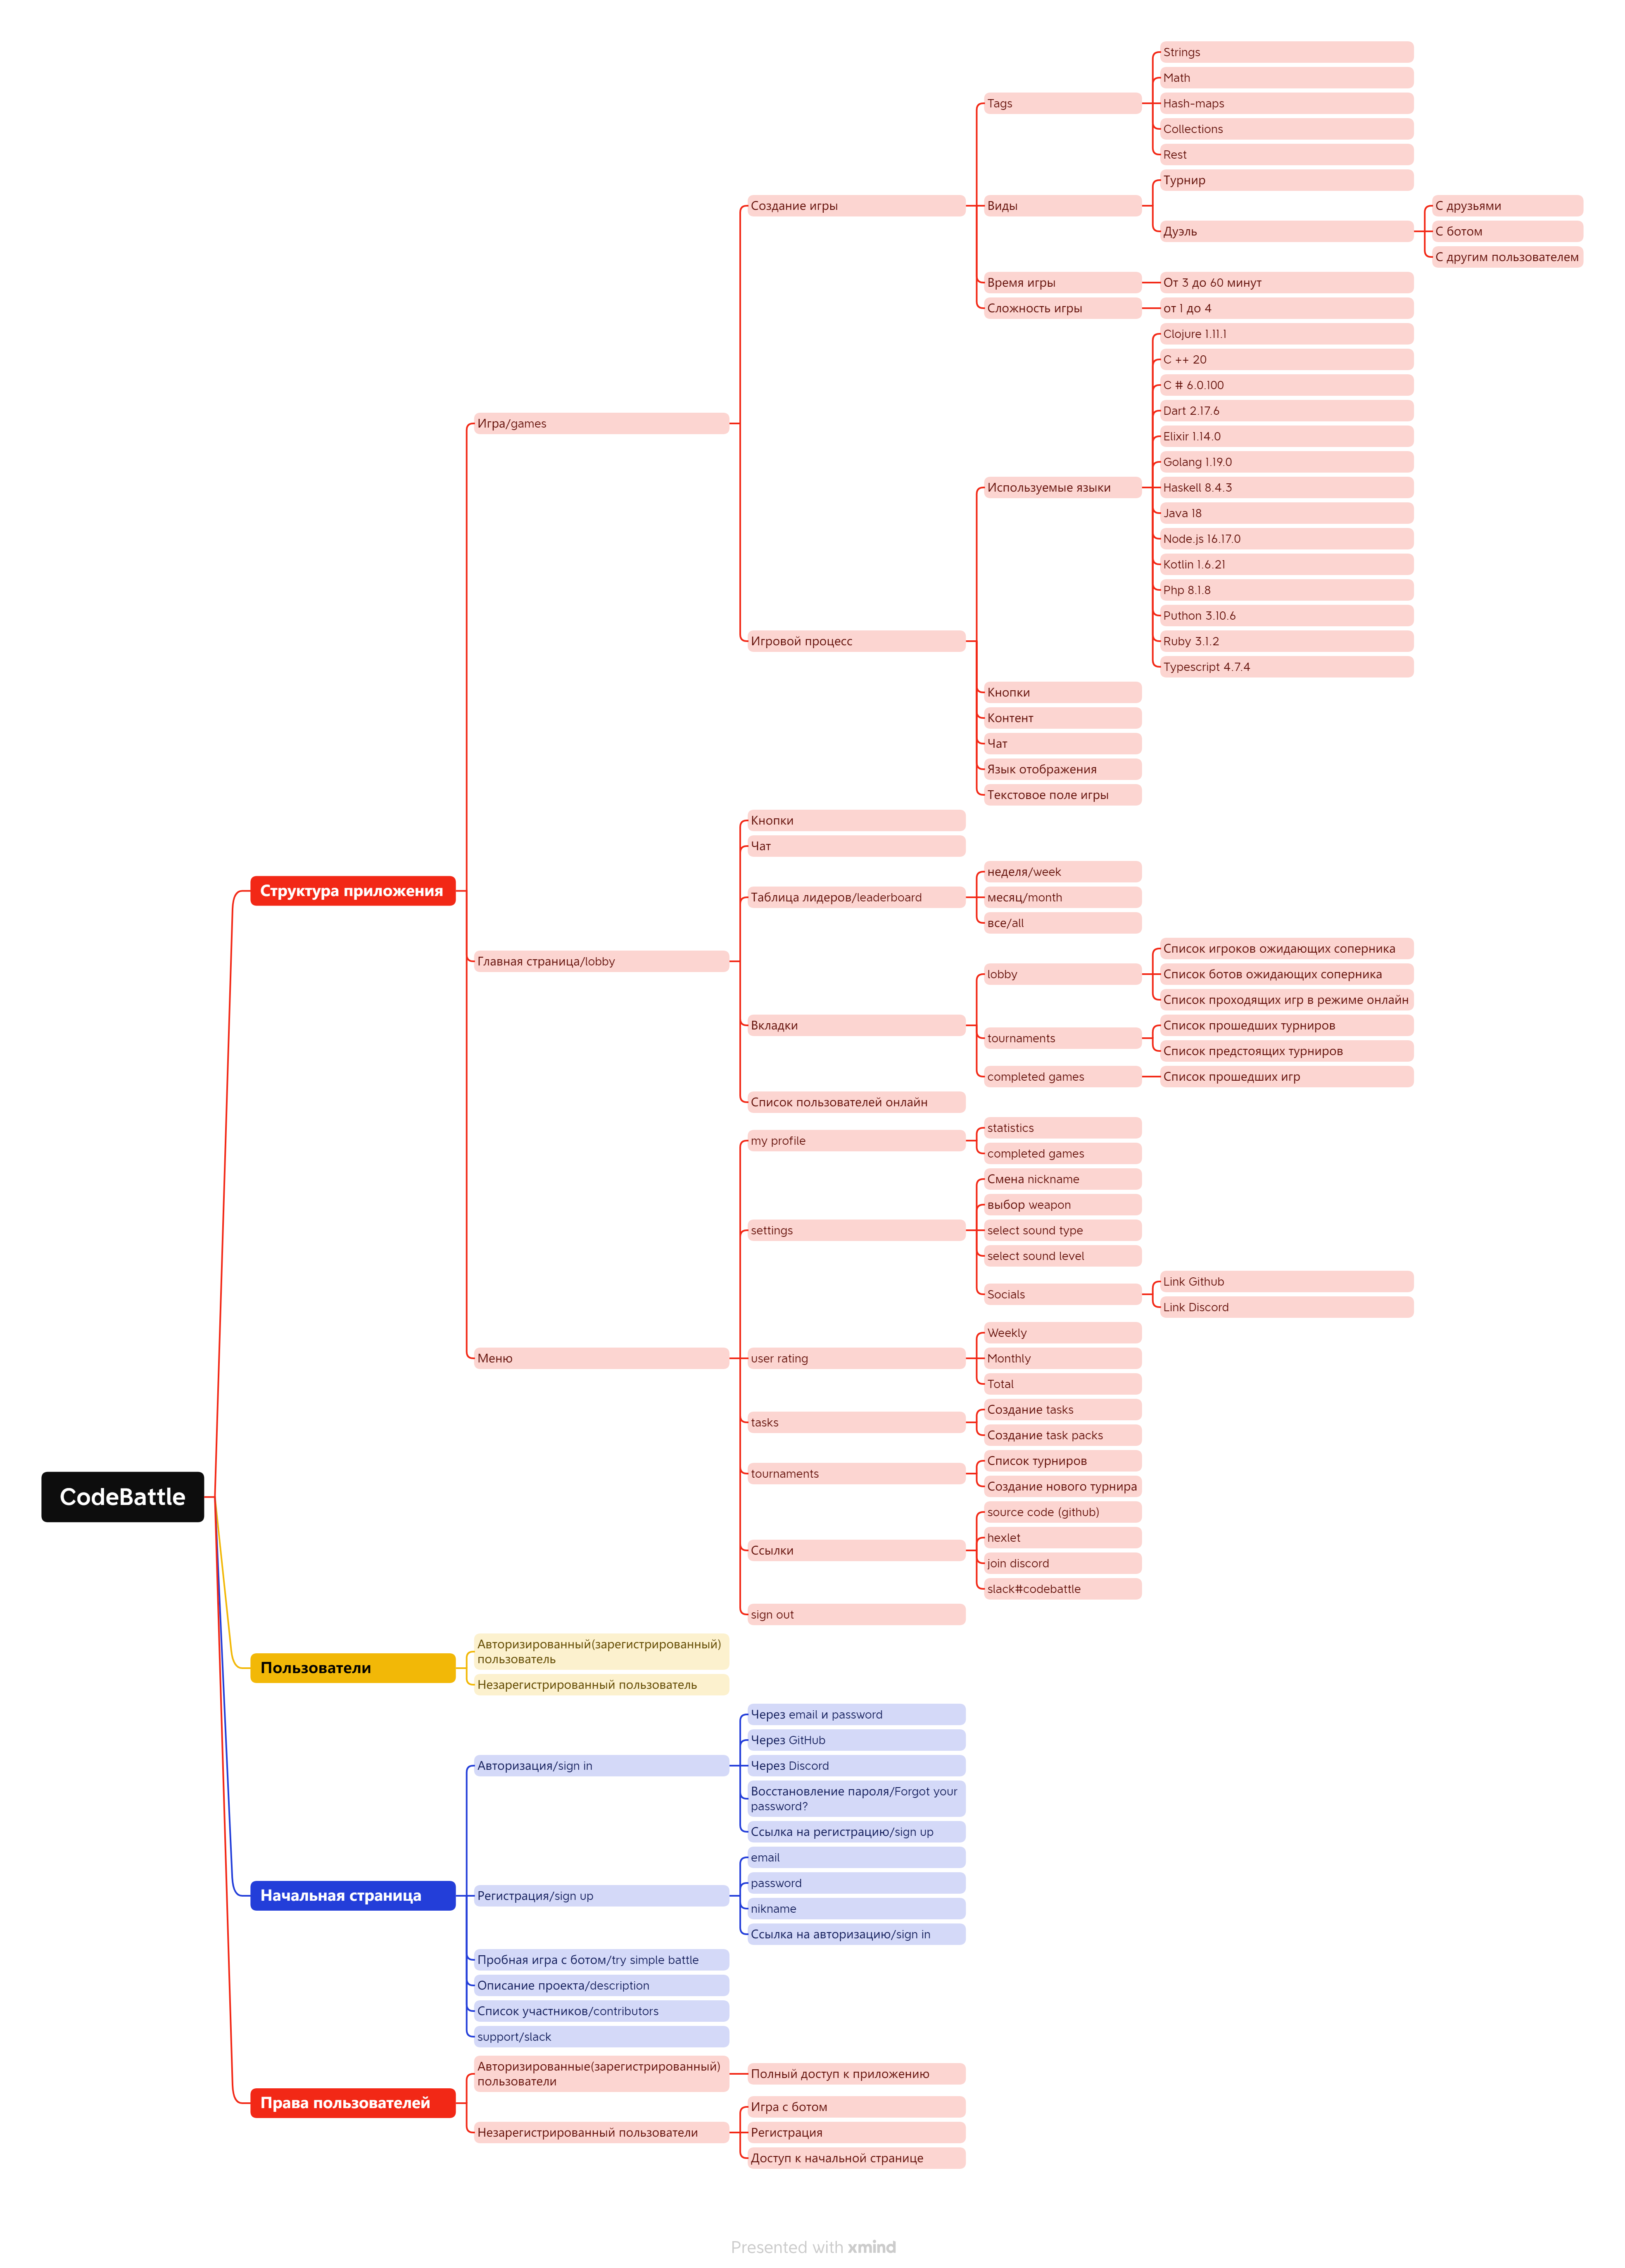 CodeBattle
Структура приложения
Игра/games
Создание игры
Tags
Strings
Math
Hash-maps
Collections
Rest
Виды
Турнир
Дуэль
С друзьями
С ботом
С другим пользователем
Время игры
От 3 до 60 минут
Сложность игры
от 1 до 4
Игровой процесс
Используемые языки
Clojure 1.11.1
C ++ 20
C # 6.0.100
Dart 2.17.6
Elixir 1.14.0
Golang 1.19.0
Haskell 8.4.3
Java 18
Node.js 16.17.0
Kotlin 1.6.21
Php 8.1.8
Puthon 3.10.6
Ruby 3.1.2
Typescript 4.7.4
Кнопки
Контент
Чат
Язык отображения
Текстовое поле игры
Главная страница/lobby
Кнопки
Чат
Таблица лидеров/leaderboard
неделя/week
месяц/month
все/all
Вкладки
lobby
Список игроков ожидающих соперника
Список ботов ожидающих соперника
Список проходящих игр в режиме онлайн
tournaments
Список прошедших турниров
Список предстоящих турниров
completed games
Список прошедших игр
Список пользователей онлайн
Меню
my profile
statistics
completed games
settings
Смена nickname
выбор weapon
select sound type
select sound level
Socials
Link Github
Link Discord
user rating
Weekly
Monthly
Total
tasks
Создание tasks
Создание task packs
tournaments
Список турниров
Создание нового турнира
Ссылки
source code (github)
hexlet
join discord
slack#codebattle
sign out
Пользователи
Авторизированный(зарегистрированный)
пользователь
Незарегистрированный пользователь
Начальная страница
Авторизация/sign in
Через email и password
Через GitHub
Через Discord
Восстановление пароля/Forgot your
password?
Ссылка на регистрацию/sign up
Регистрация/sign up
email
password
nikname
Ссылка на авторизацию/sign in
Пробная игра с ботом/try simple battle
Описание проекта/description
Список участников/contributors
support/slack
Права пользователей
Авторизированные(зарегистрированный)
пользователи
Полный доступ к приложению
Незарегистрированный пользователи
Игра с ботом
Регистрация
Доступ к начальной странице
Presented with xmind